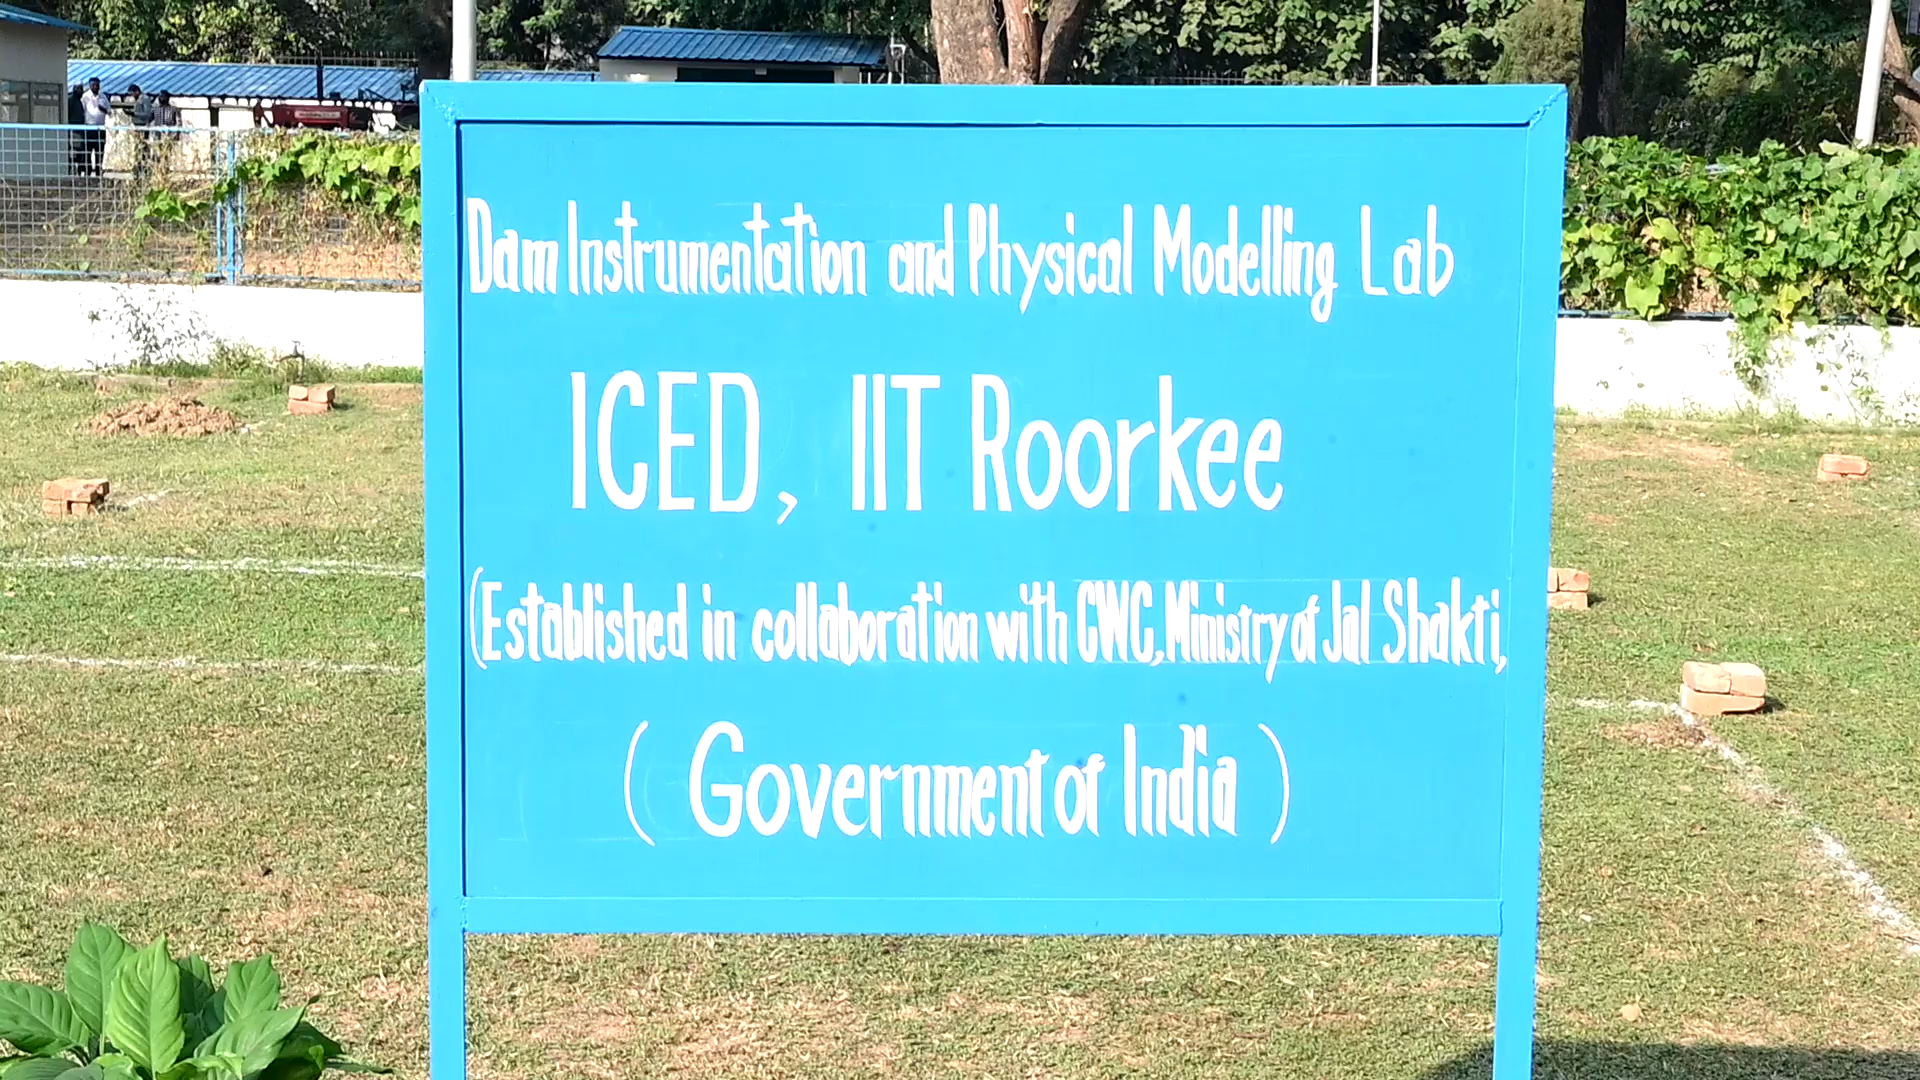 Dam Instrumentation and Physical Modelling Lab
ICED, IIT Roorkee
(Established in collaboration with CWC, Ministry of Jal Shakti,
( Government of India )